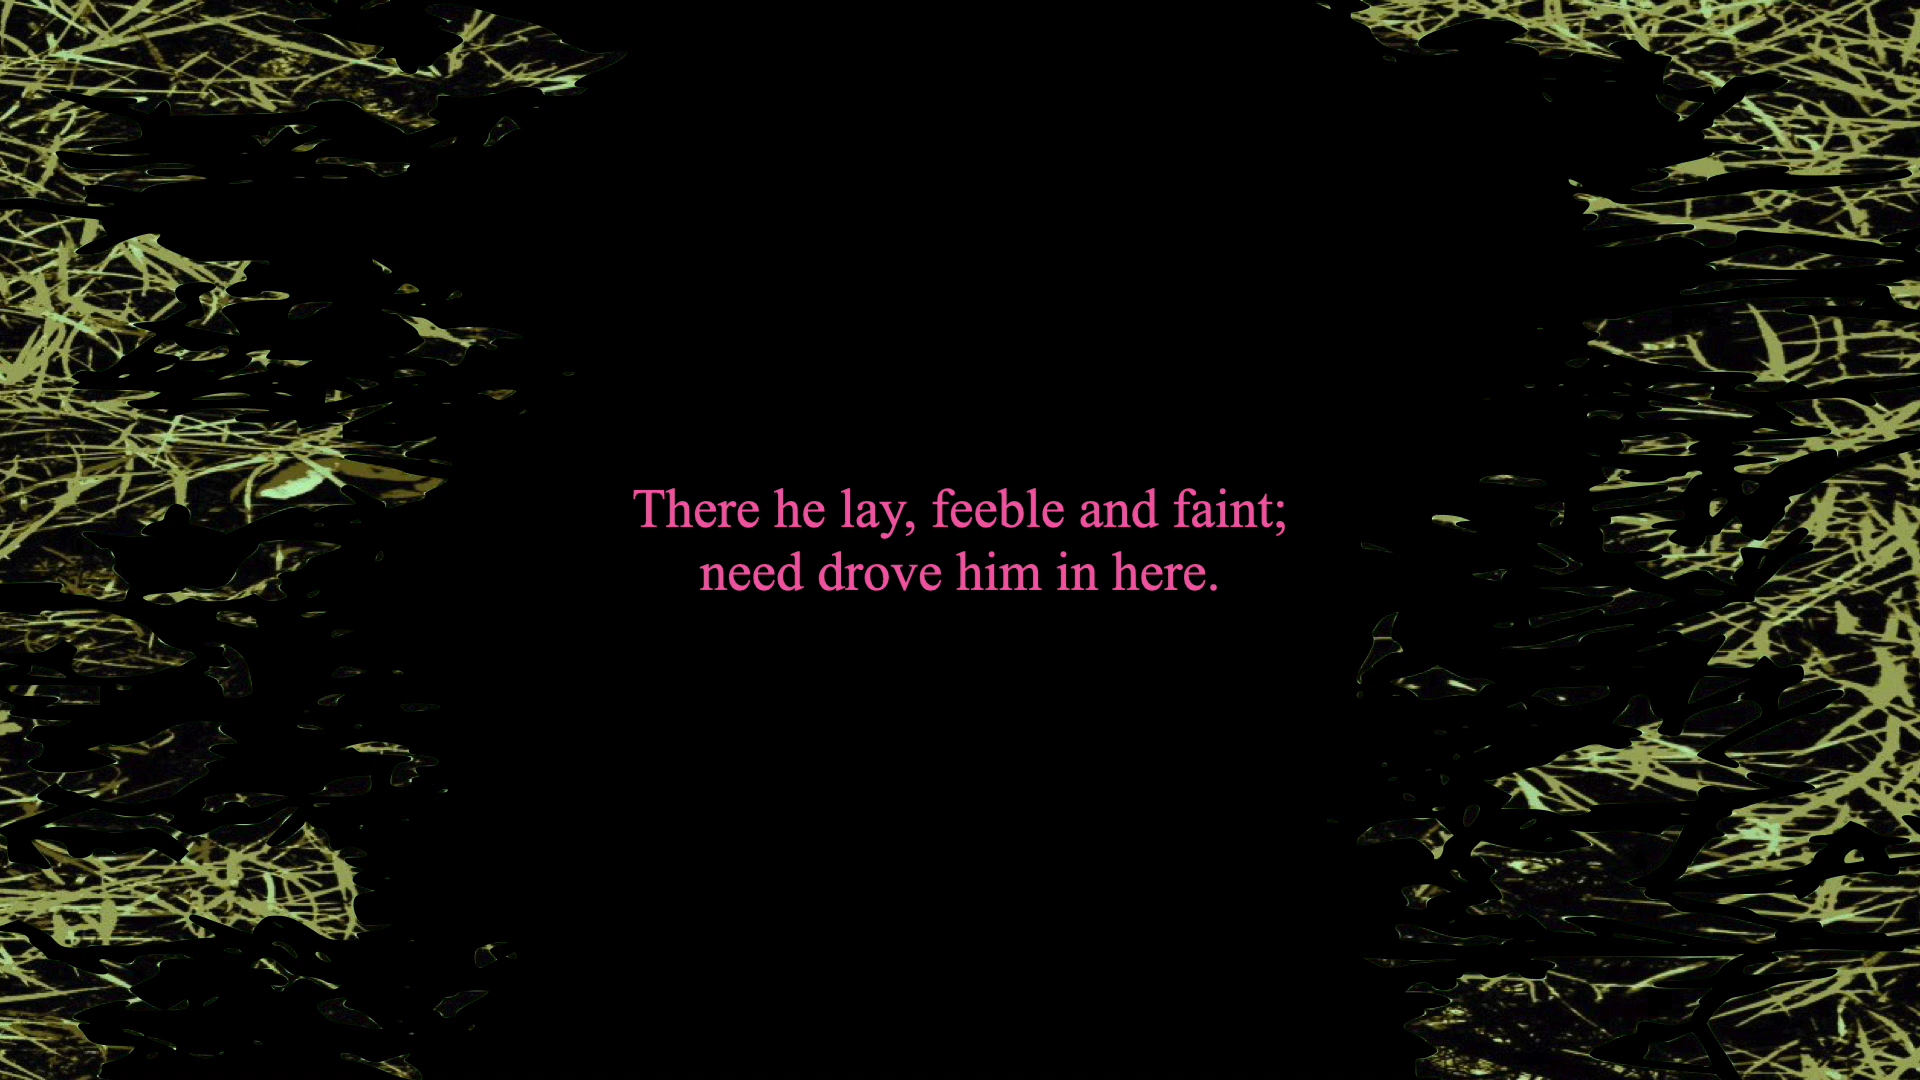 There he lay, feeble and faint;
need drove him in here.